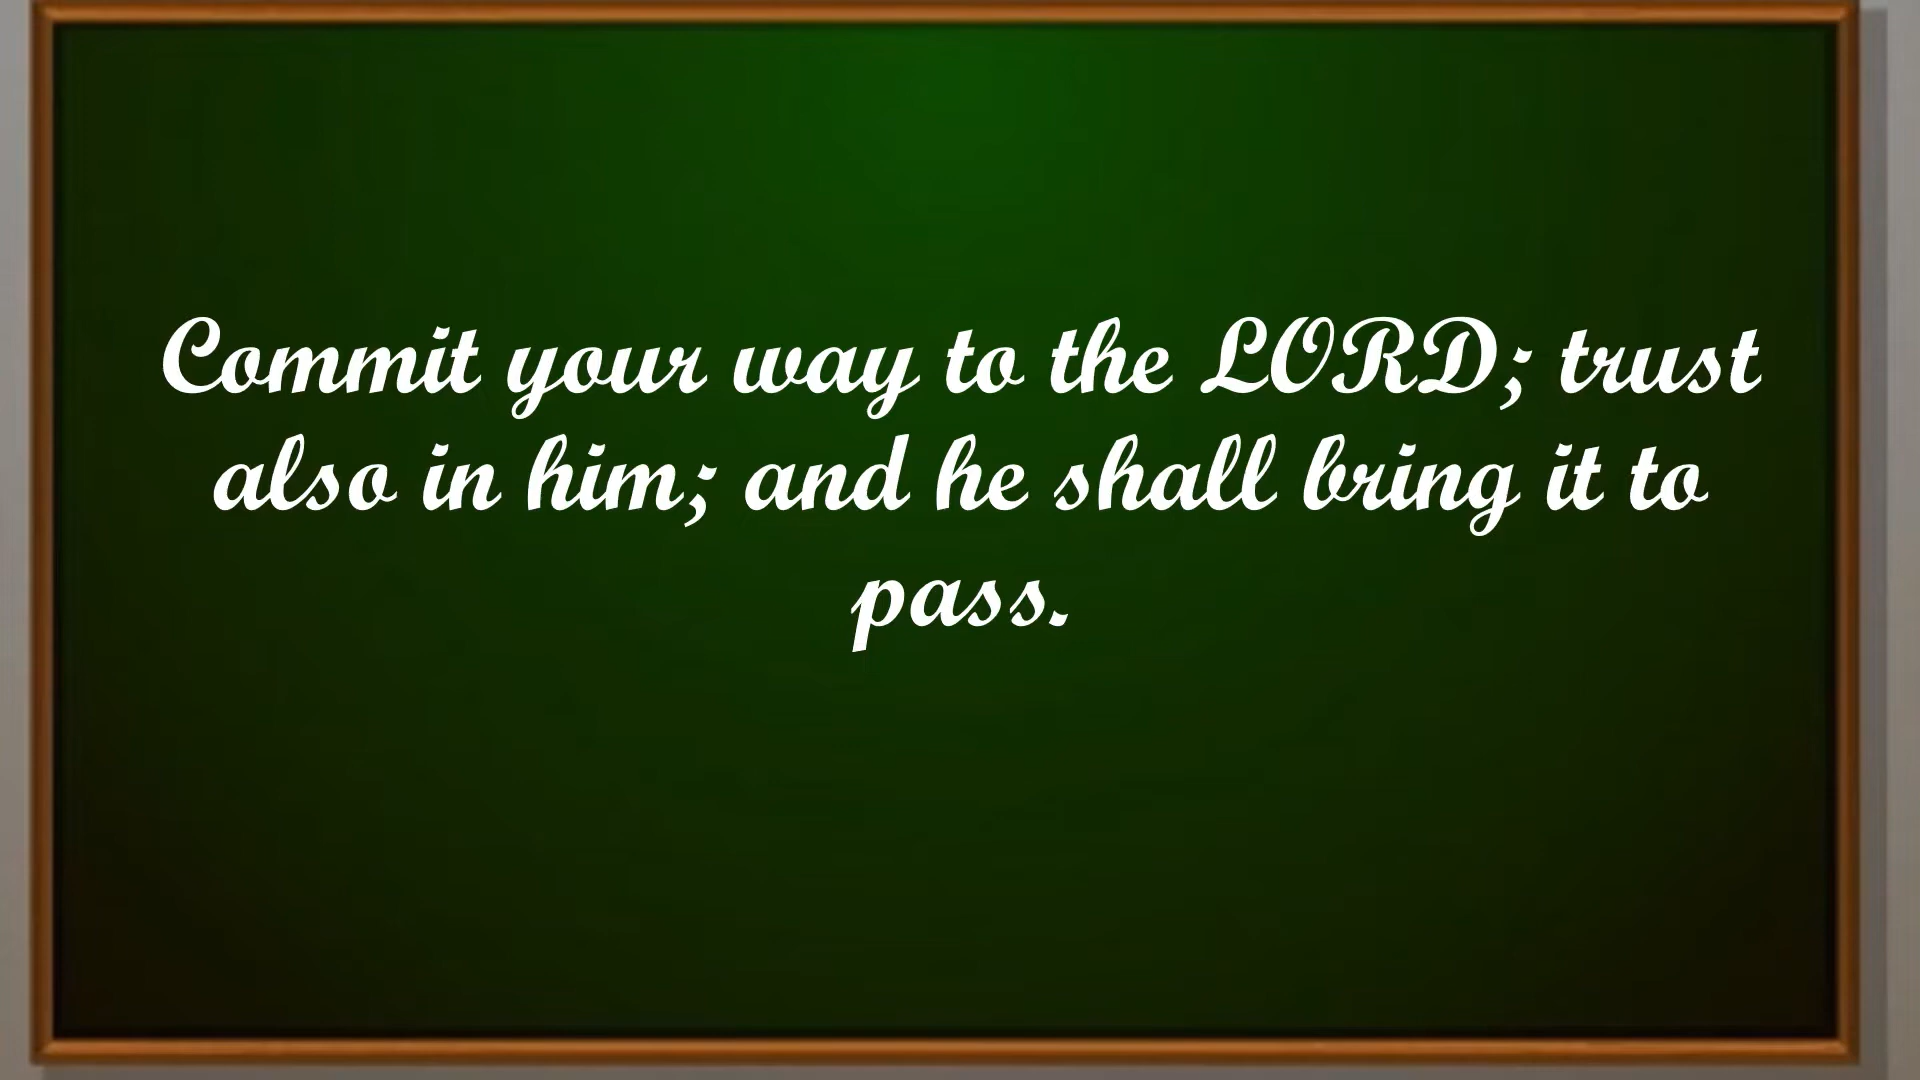 Commit your way to the LORD; trust
also in him; and he shall bring it to
pass.